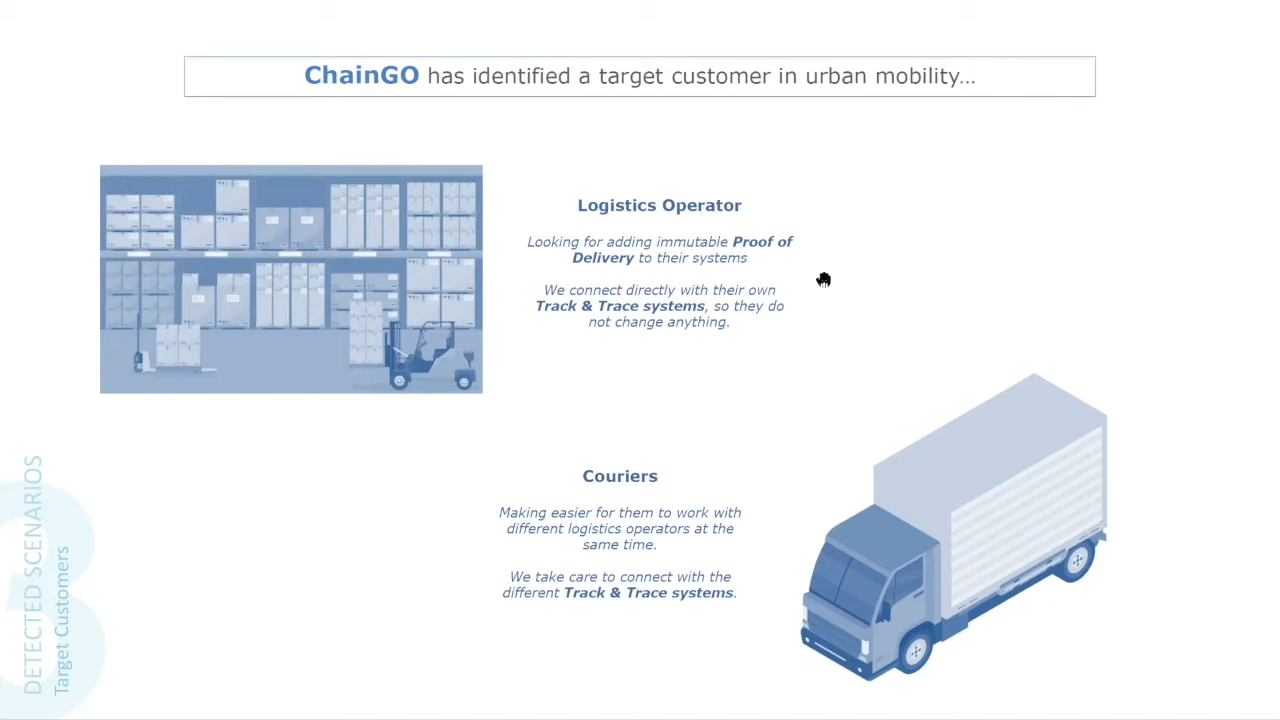 ChainGO has identified a target customer in urban mobility…
Logistics Operator
Looking for adding immutable Proof of
Delivery to their systems
We connect directly with their own
Track & Trace systems, so they do
not change anything.
Couriers
Making easier for them to work with
different logistics operators at the
same time.
We take care to connect with the
different Track & Trace systems.
3
DETECTED SCENARIOS
Target Customers